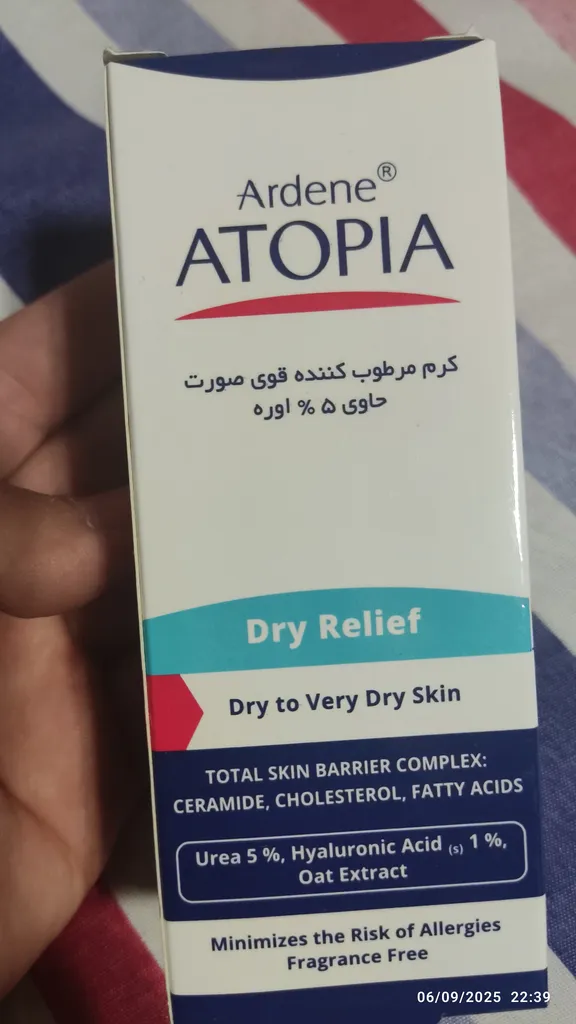 Ardene®
ATOPIA
کرم مرطوب کننده قوی صورت
حاوی ۵ % اوره
Dry Relief
Dry to Very Dry Skin
TOTAL SKIN BARRIER COMPLEX:
CERAMIDE, CHOLESTEROL, FATTY ACIDS
Urea 5 %, Hyaluronic Acid (s) 1 %,
Oat Extract
Minimizes the Risk of Allergies
Fragrance Free
06/09/2025 22:39